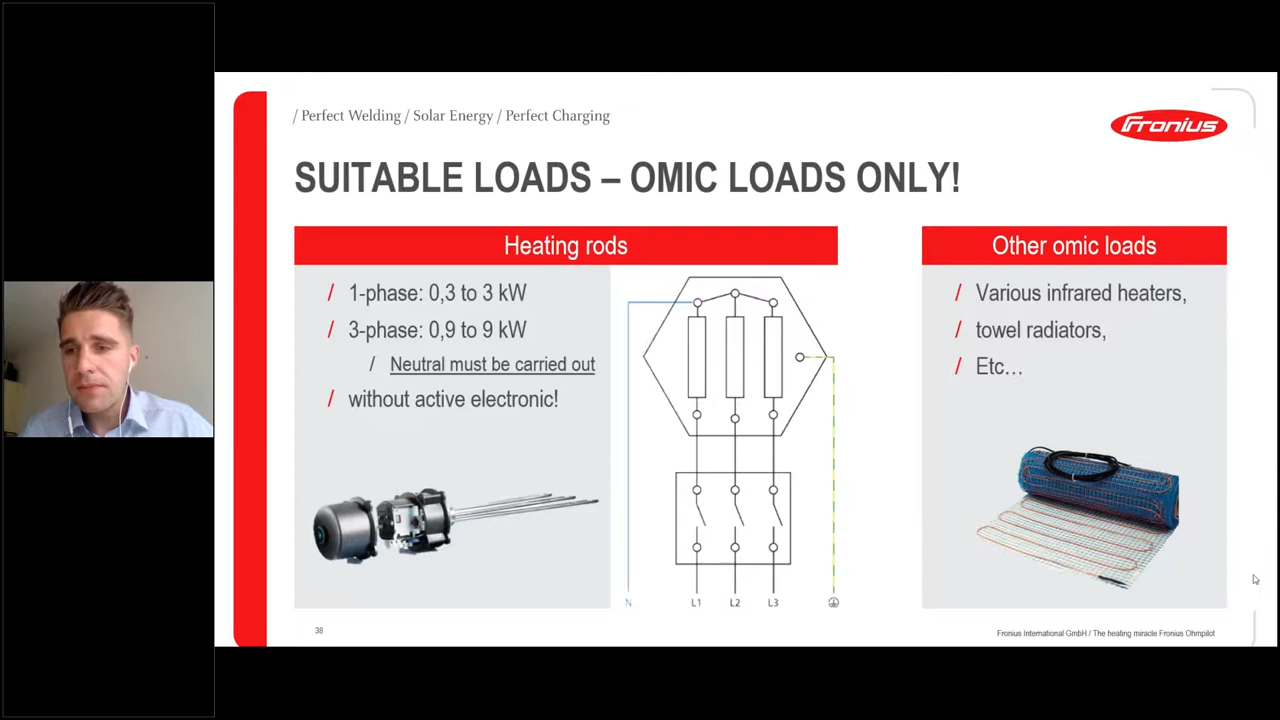 / Perfect Welding / Solar Energy / Perfect Charging
Fronius
SUITABLE LOADS – OMIC LOADS ONLY!
Heating rods
/ 1-phase: 0,3 to 3 kW
/ 3-phase: 0,9 to 9 kW
/ Neutral must be carried out
/ without active electronic!
N L1 L2 L3
Other omic loads
/ Various infrared heaters,
/ towel radiators,
/ Etc…
38
Fronius International GmbH / The heating miracle Fronius Ohmpilot